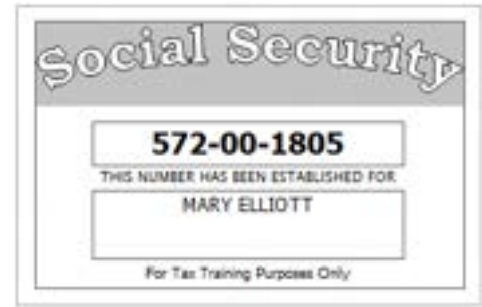 Social Security
572-00-1805
THIS NUMBER HAS BEEN ESTABLISHED FOR
MARY ELLIOTT
For Tax Training Purposes Only